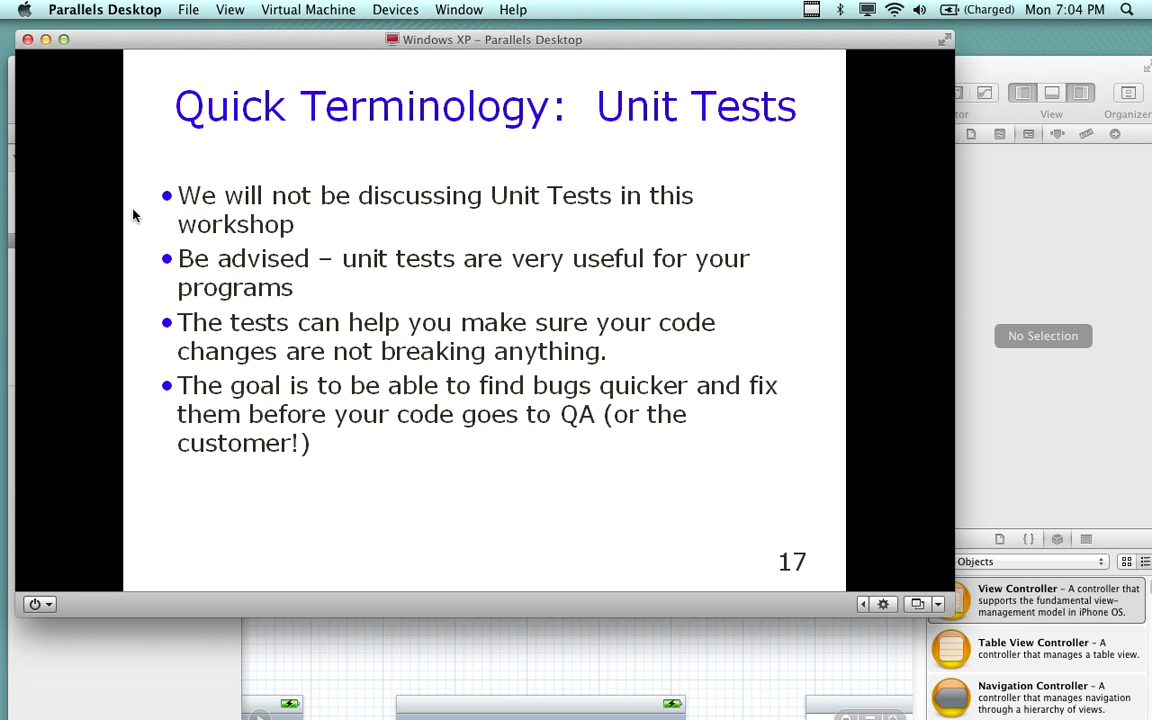 Parallels Desktop File View Virtual Machine Devices Window Help (Charged) Mon 7:04 PM
Windows XP – Parallels Desktop
Quick Terminology: Unit Tests
•We will not be discussing Unit Tests in this
workshop
•Be advised – unit tests are very useful for your
programs
•The tests can help you make sure your code
changes are not breaking anything.
•The goal is to be able to find bugs quicker and fix
them before your code goes to QA (or the
customer!)
17
View Organizer
No Selection
Objects
View Controller – A controller that
supports the fundamental view-
management model in iPhone OS.
Table View Controller – A
controller that manages a table view.
Navigation Controller – A
controller that manages navigation
through a hierarchy of views.